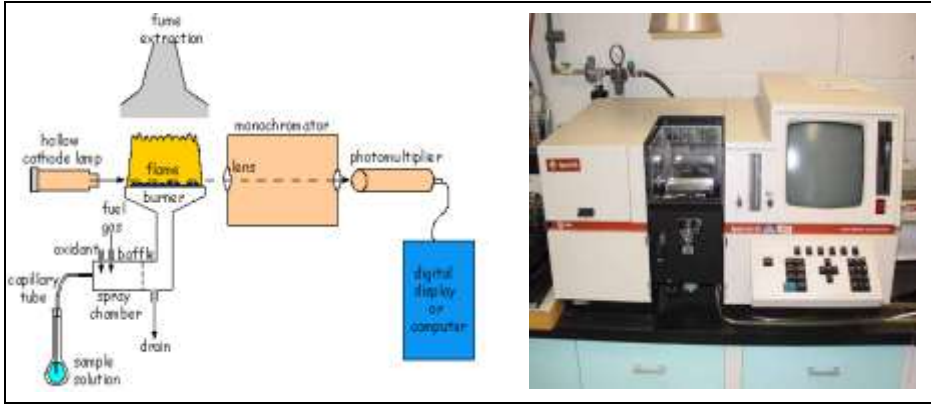 fume
extraction
hollow
cathode lamp
flame
burner
monochromator
lens
photomultiplier
fuel
gas
oxidant
baffle
capillary
tube
spray
chamber
drain
sample
solution
digital
display
or
computer